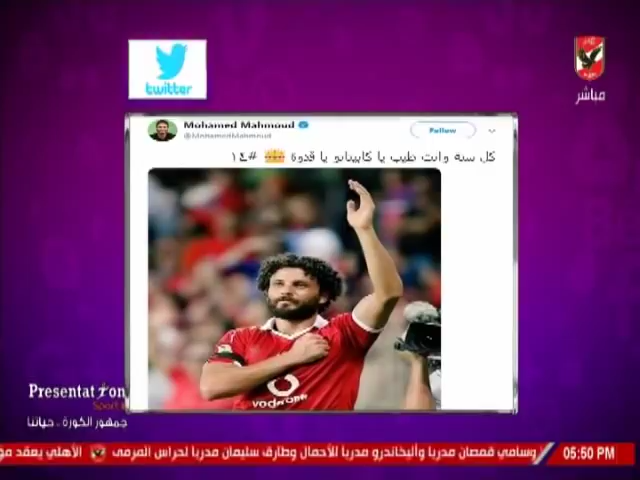 twitter
مباشر
Mohamed Mahmoud
@MohamedMahmoud
Follow
كل سنة وانت طيب يا كابيتانو يا قدوة #١٤
vodafone
Presentation
Sport
جمهور الكورة .. حياتنا
وسامي قمصان مدربا وأليخاندرو مدربا للأحمال وطارق سليمان مدربا لحراس المرمى الأهلي يعقد مؤ
05:50 PM